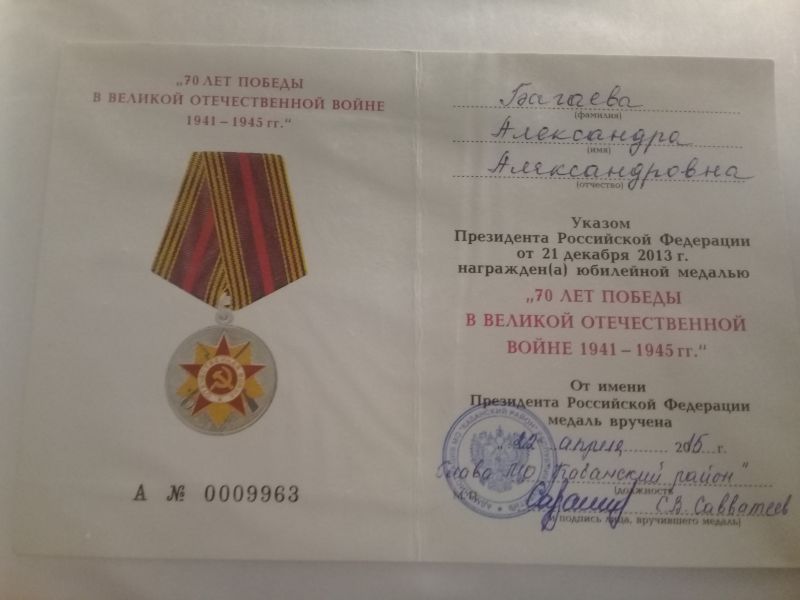 „70 ЛЕТ ПОБЕДЫ
В ВЕЛИКОЙ ОТЕЧЕСТВЕННОЙ ВОЙНЕ
1941 – 1945 гг.“
А № 0009963
Багаева
(фамилия)
Александра
(имя)
Александровна
(отчество)
Указом
Президента Российской Федерации
от 21 декабря 2013 г.
награжден(а) юбилейной медалью
„70 ЛЕТ ПОБЕДЫ
В ВЕЛИКОЙ ОТЕЧЕСТВЕННОЙ
ВОЙНЕ 1941 – 1945 гг.“
От имени
Президента Российской Федерации
медаль вручена
„22 апреля 2015 г.
Глава МО "Кабанский район"
(должность,
С.В. Савватеев
и подпись лица, вручившего медаль)